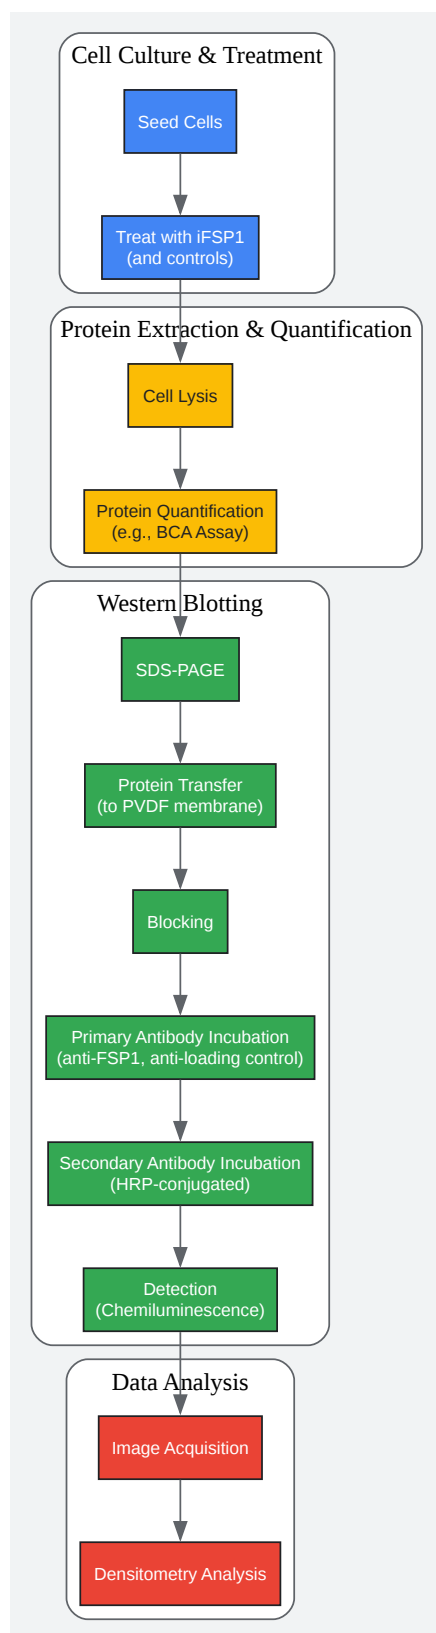 Cell Culture & Treatment
Seed Cells
Treat with iFSP1
(and controls)
Protein Extraction & Quantification
Cell Lysis
Protein Quantification
(e.g., BCA Assay)
Western Blotting
SDS-PAGE
Protein Transfer
(to PVDF membrane)
Blocking
Primary Antibody Incubation
(anti-FSP1, anti-loading control)
Secondary Antibody Incubation
(HRP-conjugated)
Detection
(Chemiluminescence)
Data Analysis
Image Acquisition
Densitometry Analysis